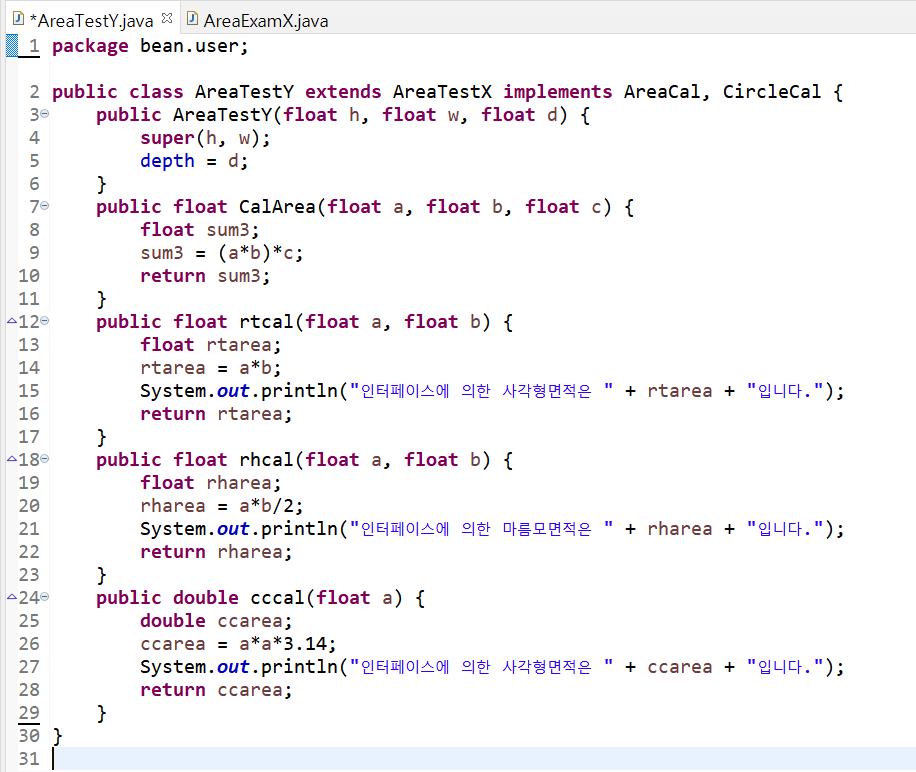 *AreaTestY.java AreaExamX.java
1 package bean.user;
2 public class AreaTestY extends AreaTestX implements AreaCal, CircleCal {
3 public AreaTestY(float h, float w, float d) {
4 super(h, w);
5 depth = d;
6 }
7 public float CalArea(float a, float b, float c) {
8 float sum3;
9 sum3 = (a*b)*c;
10 return sum3;
11 }
12 public float rtcal(float a, float b) {
13 float rtarea;
14 rtarea = a*b;
15 System.out.println("인터페이스에 의한 사각형면적은 " + rtarea + "입니다.");
16 return rtarea;
17 }
18 public float rhcal(float a, float b) {
19 float rharea;
20 rharea = a*b/2;
21 System.out.println("인터페이스에 의한 마름모면적은 " + rharea + "입니다.");
22 return rharea;
23 }
24 public double cccal(float a) {
25 double ccarea;
26 ccarea = a*a*3.14;
27 System.out.println("인터페이스에 의한 사각형면적은 " + ccarea + "입니다.");
28 return ccarea;
29 }
30 }
31